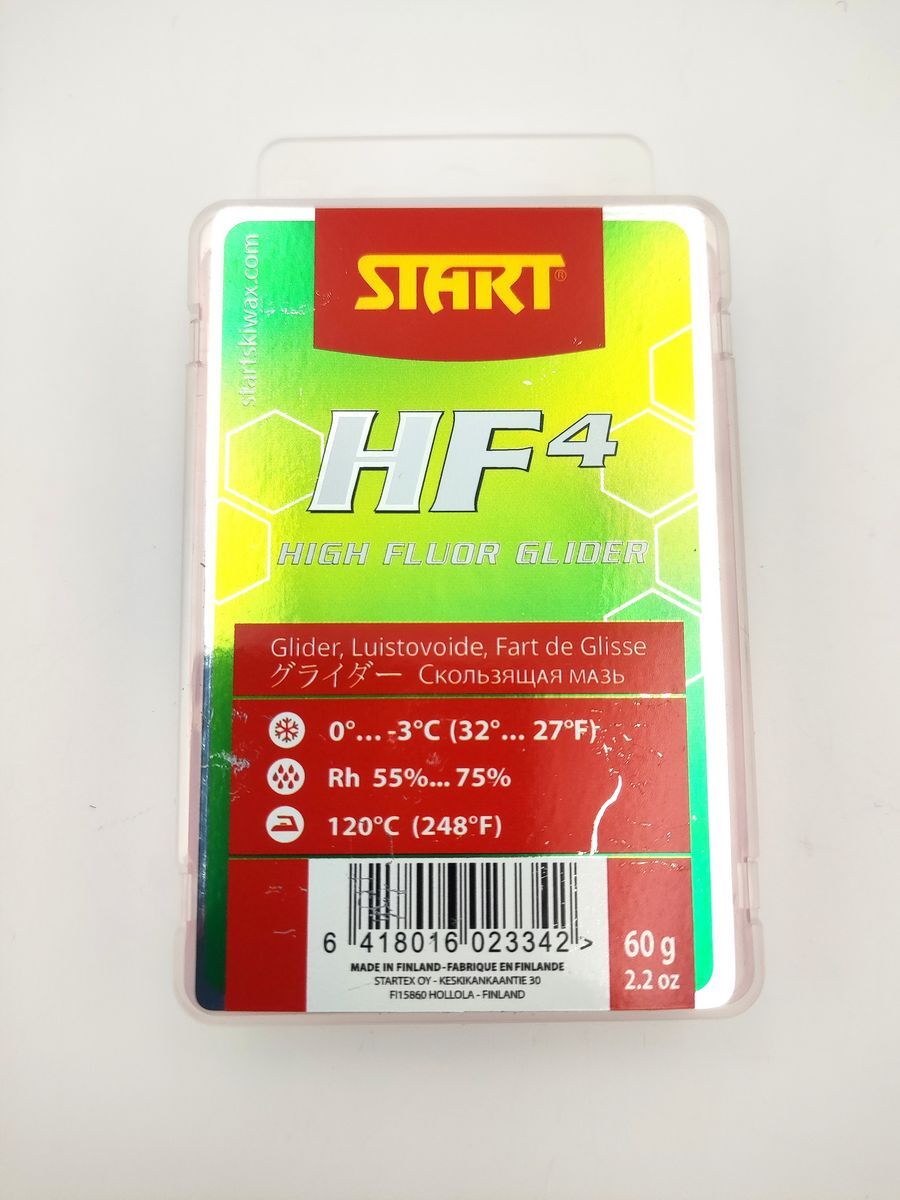 START®
startskiwax.com
HF⁴
HIGH FLUOR GLIDER
Glider, Luistovoide, Fart de Glisse
グライダー Скользящая мазь
0°... -3°C (32°... 27°F)
Rh 55%... 75%
120°C (248°F)
6 418016 023342 >
MADE IN FINLAND - FABRIQUE EN FINLANDE
STARTEX OY - KESKIKANKAANTIE 30
FI15860 HOLLOLA - FINLAND
60 g
2.2 oz